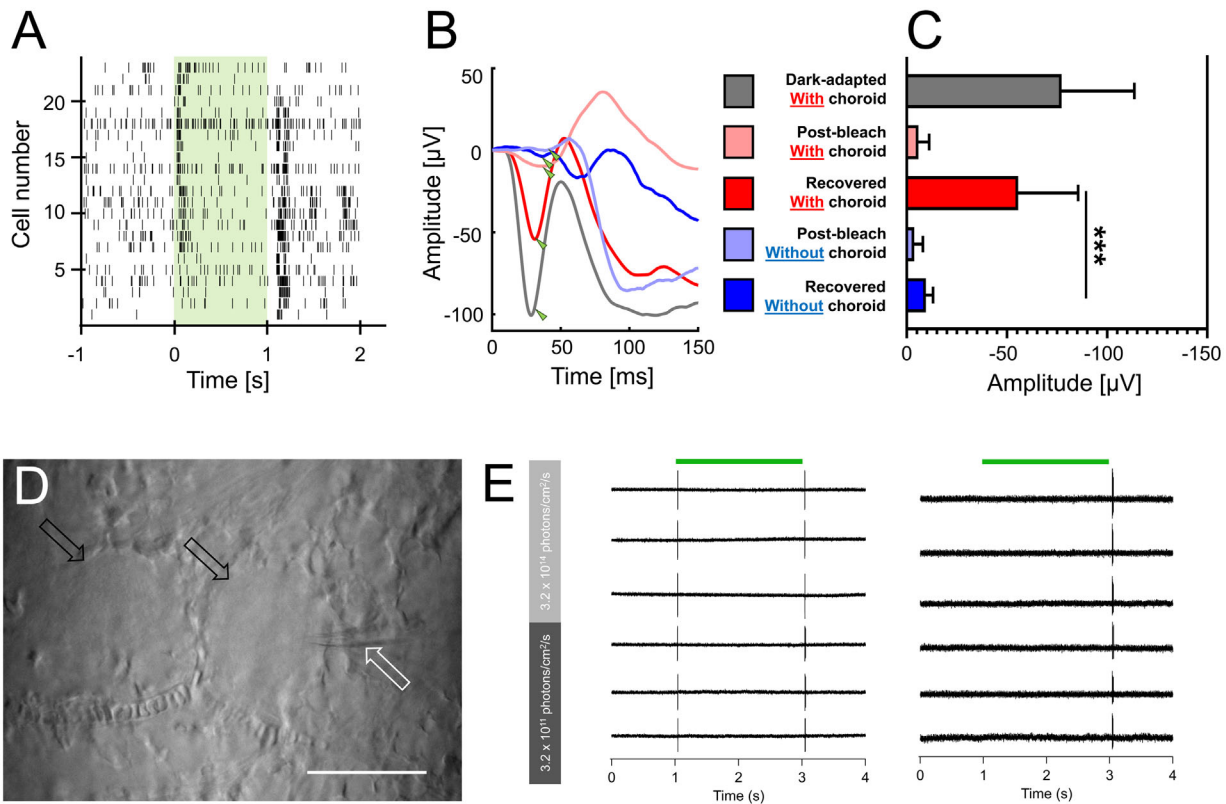 A
Cell number
20
15
10
5
-1
0
1
2
Time [s]
B
Amplitude [µV]
50
0
-50
-100
0
50
100
150
Time [ms]
Dark-adapted
With choroid
Post-bleach
With choroid
Recovered
With choroid
Post-bleach
Without choroid
Recovered
Without choroid
C
***
0
-50
-100
-150
Amplitude [µV]
D
E
3.2 x 10¹⁴ photons/cm²/s
3.2 x 10¹¹ photons/cm²/s
0
1
2
3
4
Time (s)
0
1
2
3
4
Time (s)